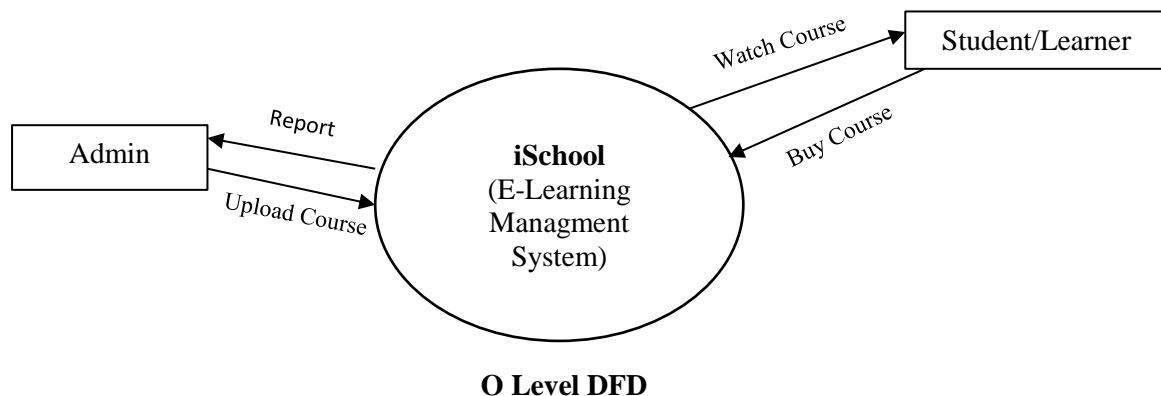 Watch Course
Student/Learner
Buy Course
Report
Admin
Upload Course
iSchool
(E-Learning
Managment
System)
O Level DFD